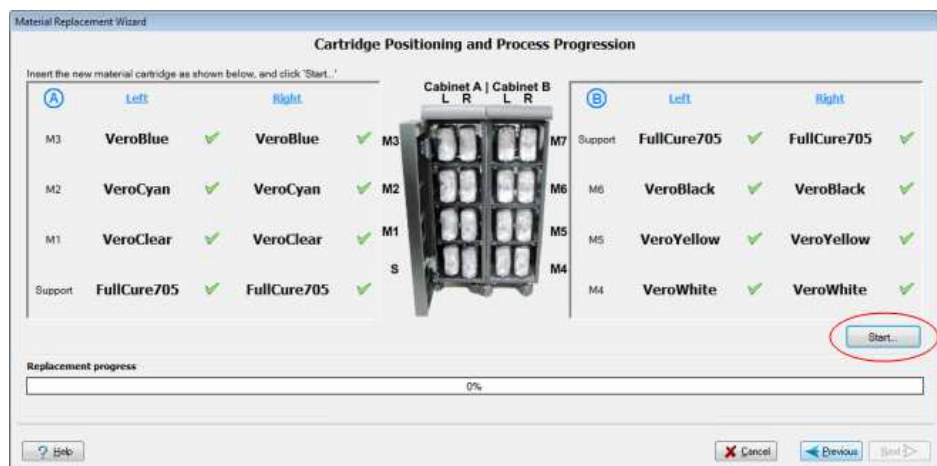 Material Replacement Wizard
Cartridge Positioning and Process Progression
Insert the new material cartridge as shown below, and click 'Start...'
A Left Right
M3 VeroBlue VeroBlue
M2 VeroCyan VeroCyan
M1 VeroClear VeroClear
Support FullCure705 FullCure705
Cabinet A | Cabinet B
L R L R
M3 M7
M2 M6
M1 M5
S M4
B Left Right
Support FullCure705 FullCure705
M6 VeroBlack VeroBlack
M5 VeroYellow VeroYellow
M4 VeroWhite VeroWhite
Start...
Replacement progress
0%
? Help
Cancel
Previous
Next